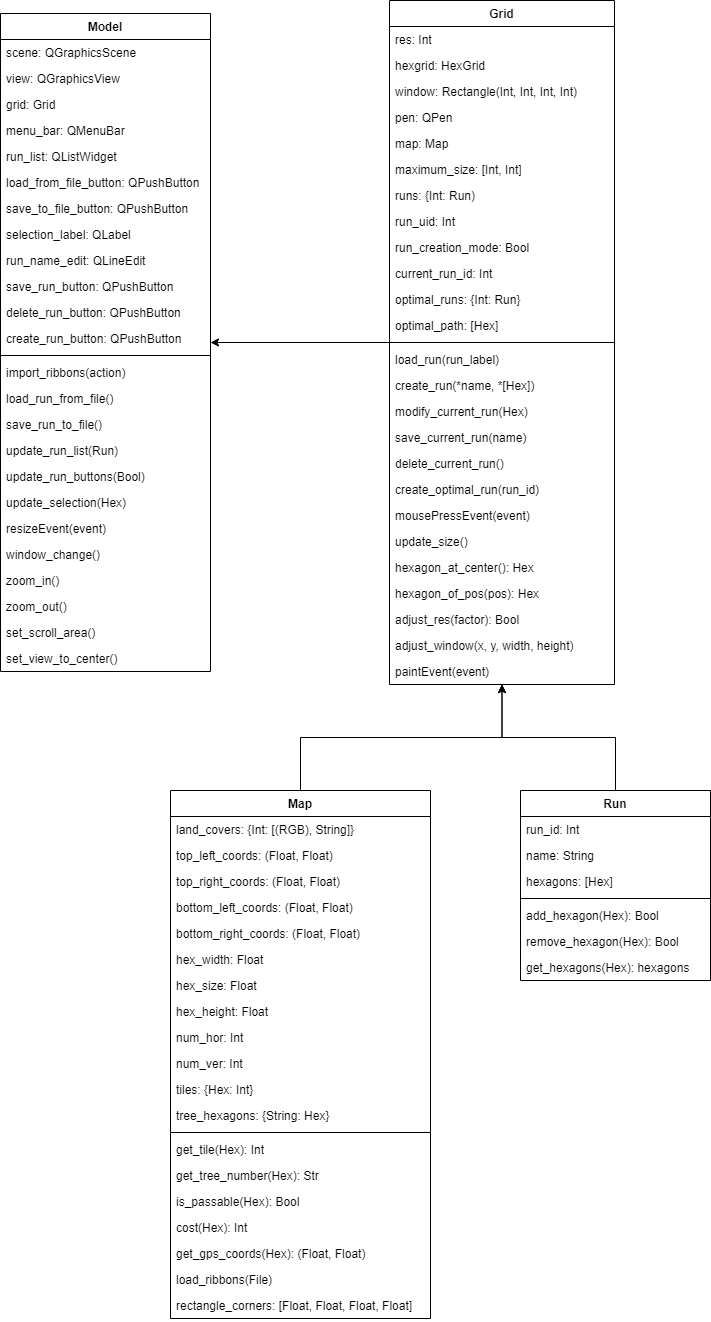 Model
scene: QGraphicsScene
view: QGraphicsView
grid: Grid
menu_bar: QMenuBar
run_list: QListWidget
load_from_file_button: QPushButton
save_to_file_button: QPushButton
selection_label: QLabel
run_name_edit: QLineEdit
save_run_button: QPushButton
delete_run_button: QPushButton
create_run_button: QPushButton
import_ribbons(action)
load_run_from_file()
save_run_to_file()
update_run_list(Run)
update_run_buttons(Bool)
update_selection(Hex)
resizeEvent(event)
window_change()
zoom_in()
zoom_out()
set_scroll_area()
set_view_to_center()
Grid
res: Int
hexgrid: HexGrid
window: Rectangle(Int, Int, Int, Int)
pen: QPen
map: Map
maximum_size: [Int, Int]
runs: {Int: Run)
run_uid: Int
run_creation_mode: Bool
current_run_id: Int
optimal_runs: {Int: Run}
optimal_path: [Hex]
load_run(run_label)
create_run(*name, *[Hex])
modify_current_run(Hex)
save_current_run(name)
delete_current_run()
create_optimal_run(run_id)
mousePressEvent(event)
update_size()
hexagon_at_center(): Hex
hexagon_of_pos(pos): Hex
adjust_res(factor): Bool
adjust_window(x, y, width, height)
paintEvent(event)
Map
land_covers: {Int: [(RGB), String]}
top_left_coords: (Float, Float)
top_right_coords: (Float, Float)
bottom_left_coords: (Float, Float)
bottom_right_coords: (Float, Float)
hex_width: Float
hex_size: Float
hex_height: Float
num_hor: Int
num_ver: Int
tiles: {Hex: Int}
tree_hexagons: {String: Hex}
get_tile(Hex): Int
get_tree_number(Hex): Str
is_passable(Hex): Bool
cost(Hex): Int
get_gps_coords(Hex): (Float, Float)
load_ribbons(File)
rectangle_corners: [Float, Float, Float, Float]
Run
run_id: Int
name: String
hexagons: [Hex]
add_hexagon(Hex): Bool
remove_hexagon(Hex): Bool
get_hexagons(Hex): hexagons